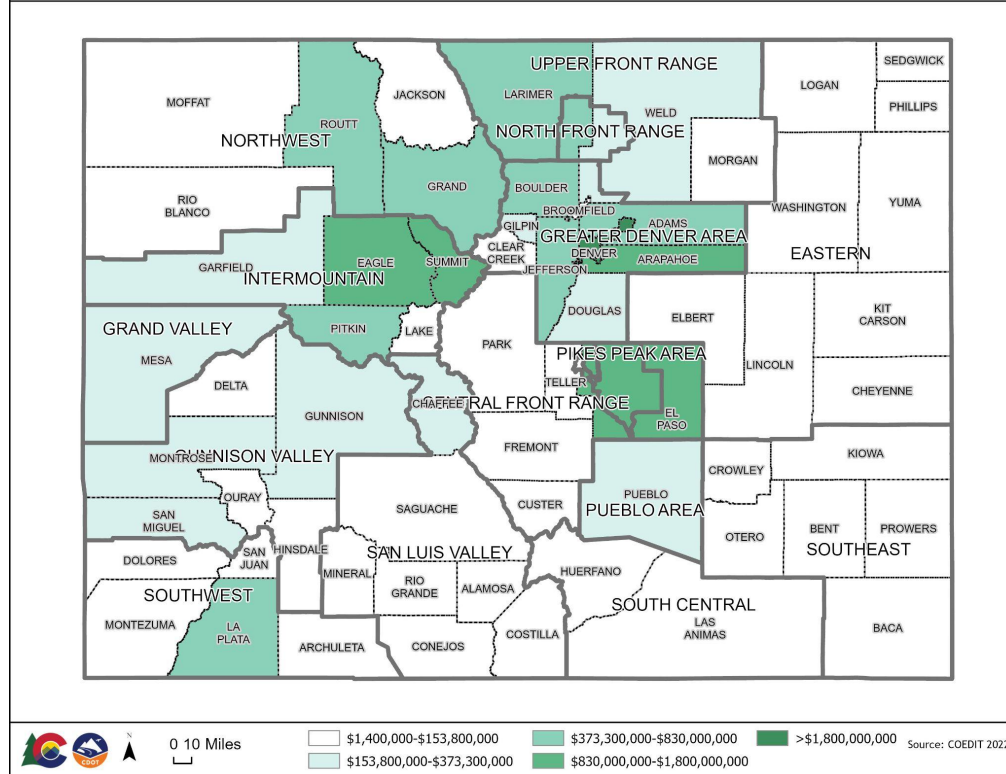 UPPER FRONT RANGE
SEDGWICK
LOGAN
JACKSON
LARIMER
MOFFAT
PHILLIPS
WELD
ROUTT
NORTH FRONT RANGE
NORTHWEST
MORGAN
GRAND
BOULDER
RIO
BLANCO
WASHINGTON
YUMA
BROOMFIELD
GILPIN
ADAMS
GREATER DENVER AREA
CLEAR
CREEK
DENVER
EASTERN
EAGLE
SUMMIT
ARAPAHOE
GARFIELD
JEFFERSON
INTERMOUNTAIN
DOUGLAS
ELBERT
KIT
CARSON
GRAND VALLEY
PITKIN
LAKE
PARK
MESA
PIKES PEAK AREA
LINCOLN
DELTA
TELLER
CHEYENNE
CHAFFEE
CENTRAL FRONT RANGE
GUNNISON
EL
PASO
FREMONT
MONTROSE
GUNNISON VALLEY
KIOWA
CROWLEY
OURAY
PUEBLO
PUEBLO AREA
SAGUACHE
CUSTER
SAN
MIGUEL
OTERO
BENT
PROWERS
SOUTHEAST
DOLORES
SAN
JUAN
HINSDALE
SAN LUIS VALLEY
MINERAL
HUERFANO
RIO
GRANDE
ALAMOSA
SOUTHWEST
SOUTH CENTRAL
MONTEZUMA
LA
PLATA
LAS
ANIMAS
BACA
COSTILLA
ARCHULETA
CONEJOS
CDOT
N
0 10 Miles
$1,400,000-$153,800,000
$153,800,000-$373,300,000
$373,300,000-$830,000,000
$830,000,000-$1,800,000,000
>$1,800,000,000
Source: COEDIT 2022